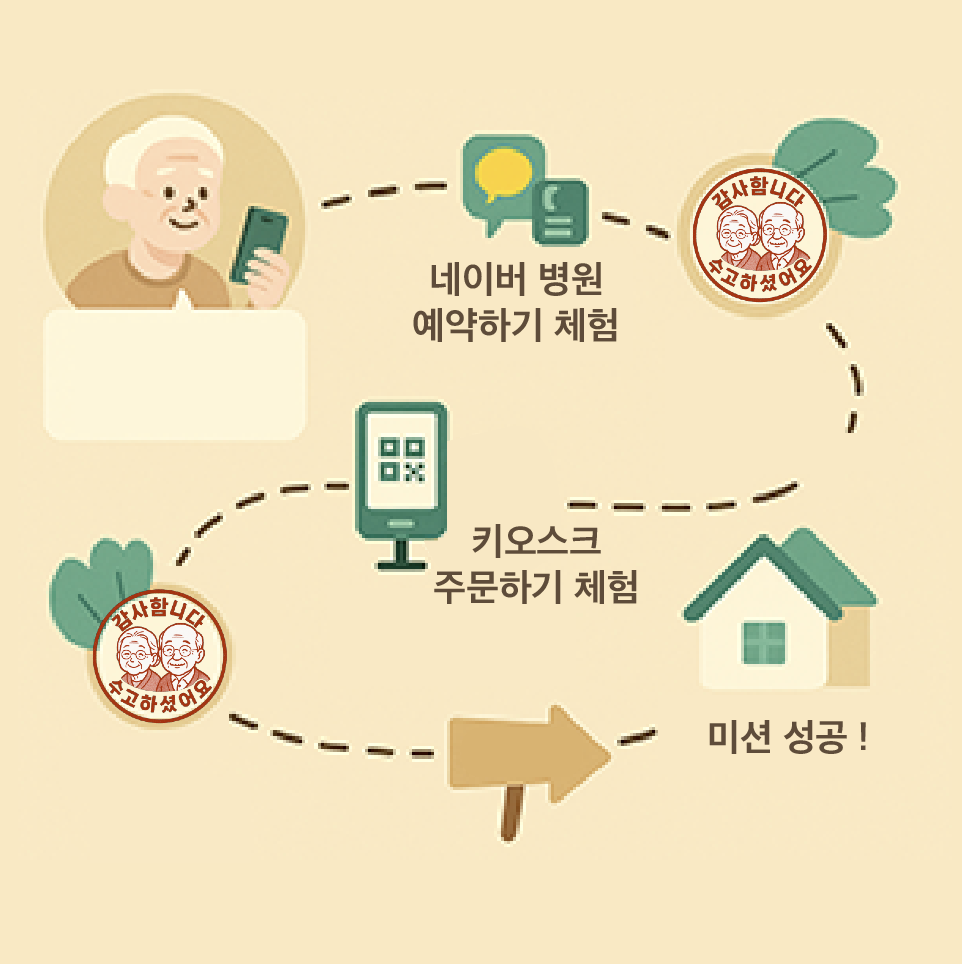 감사합니다
수고하셨어요
네이버 병원
예약하기 체험
키오스크
주문하기 체험
감사합니다
수고하셨어요
미션 성공 !